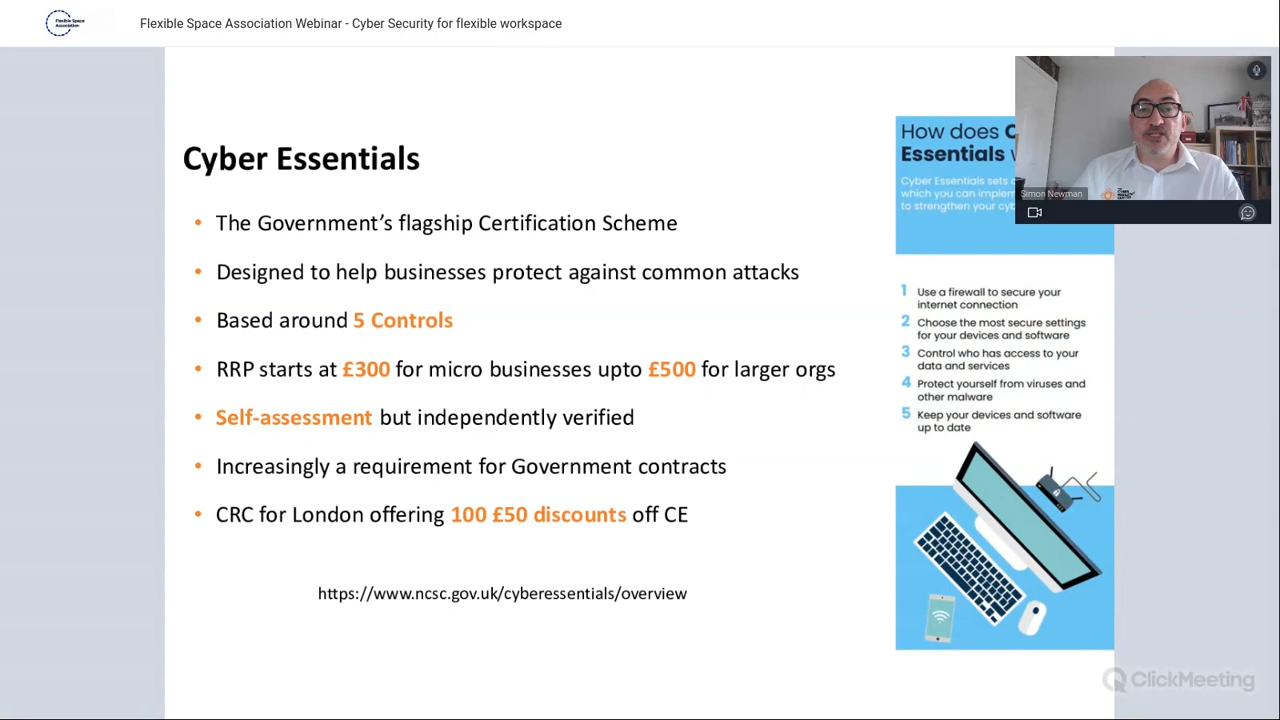 Flexible Space
Association
Flexible Space Association Webinar - Cyber Security for flexible workspace
Cyber Essentials
• The Government’s flagship Certification Scheme
• Designed to help businesses protect against common attacks
• Based around 5 Controls
• RRP starts at £300 for micro businesses upto £500 for larger orgs
• Self-assessment but independently verified
• Increasingly a requirement for Government contracts
• CRC for London offering 100 £50 discounts off CE
https://www.ncsc.gov.uk/cyberessentials/overview
How does
Essentials
Cyber Essentials sets
which you can
to strengthen your
Simon Newman
1 Use a firewall to secure your
internet connection
2 Choose the most secure settings
for your devices and software
3 Control who has access to your
data and services
4 Protect yourself from viruses and
other malware
5 Keep your devices and software
up to date
ClickMeeting